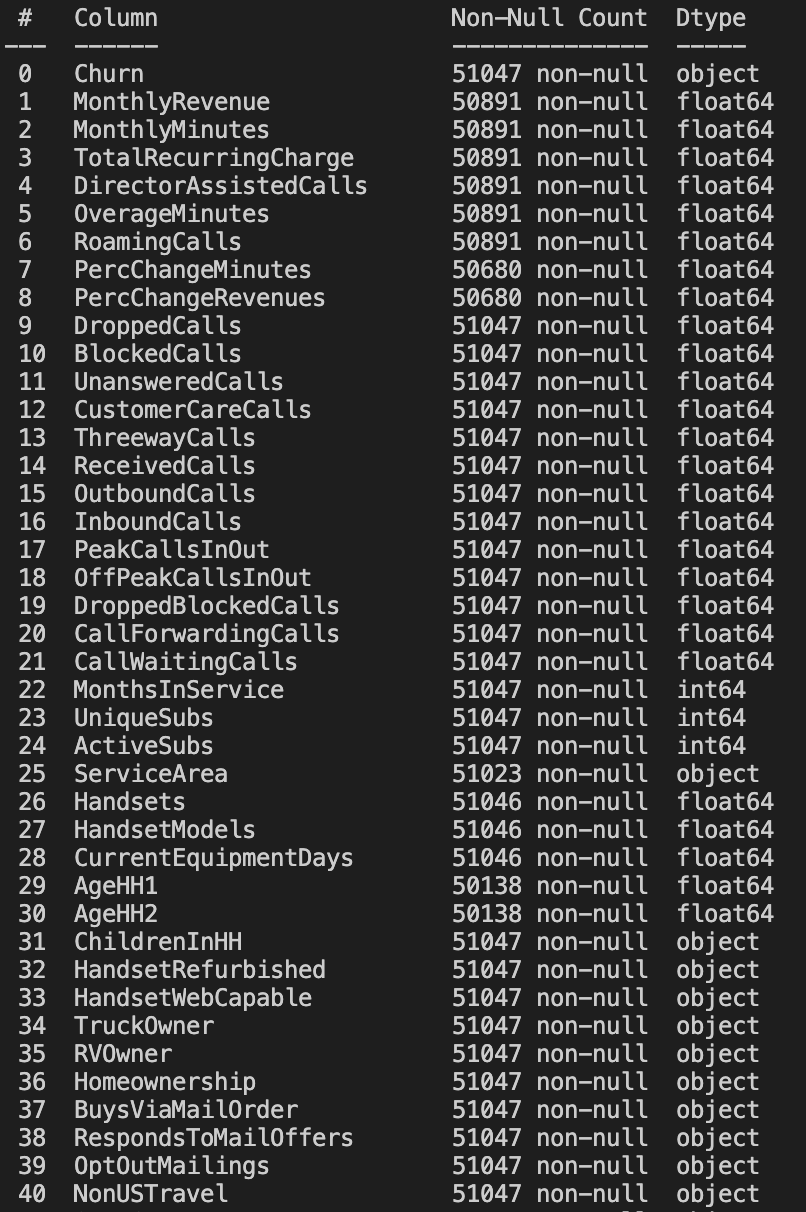 #   Column                     Non-Null Count  Dtype
---  ------                     --------------  -----
0   Churn                      51047 non-null  object
1   MonthlyRevenue             50891 non-null  float64
2   MonthlyMinutes             50891 non-null  float64
3   TotalRecurringCharge       50891 non-null  float64
4   DirectorAssistedCalls      50891 non-null  float64
5   OverageMinutes             50891 non-null  float64
6   RoamingCalls               50891 non-null  float64
7   PercChangeMinutes          50680 non-null  float64
8   PercChangeRevenues         50680 non-null  float64
9   DroppedCalls               51047 non-null  float64
10  BlockedCalls               51047 non-null  float64
11  UnansweredCalls            51047 non-null  float64
12  CustomerCareCalls          51047 non-null  float64
13  ThreewayCalls              51047 non-null  float64
14  ReceivedCalls              51047 non-null  float64
15  OutboundCalls              51047 non-null  float64
16  InboundCalls               51047 non-null  float64
17  PeakCallsInOut             51047 non-null  float64
18  OffPeakCallsInOut          51047 non-null  float64
19  DroppedBlockedCalls        51047 non-null  float64
20  CallForwardingCalls        51047 non-null  float64
21  CallWaitingCalls           51047 non-null  float64
22  MonthsInService            51047 non-null  int64
23  UniqueSubs                 51047 non-null  int64
24  ActiveSubs                 51047 non-null  int64
25  ServiceArea                51023 non-null  object
26  Handsets                   51046 non-null  float64
27  HandsetModels              51046 non-null  float64
28  CurrentEquipmentDays       51046 non-null  float64
29  AgeHH1                     50138 non-null  float64
30  AgeHH2                     50138 non-null  float64
31  ChildrenInHH               51047 non-null  object
32  HandsetRefurbished         51047 non-null  object
33  HandsetWebCapable          51047 non-null  object
34  TruckOwner                 51047 non-null  object
35  RVOwner                    51047 non-null  object
36  Homeownership              51047 non-null  object
37  BuysViaMailOrder           51047 non-null  object
38  RespondsToMailOffers       51047 non-null  object
39  OptOutMailings             51047 non-null  object
40  NonUSTravel                51047 non-null  object